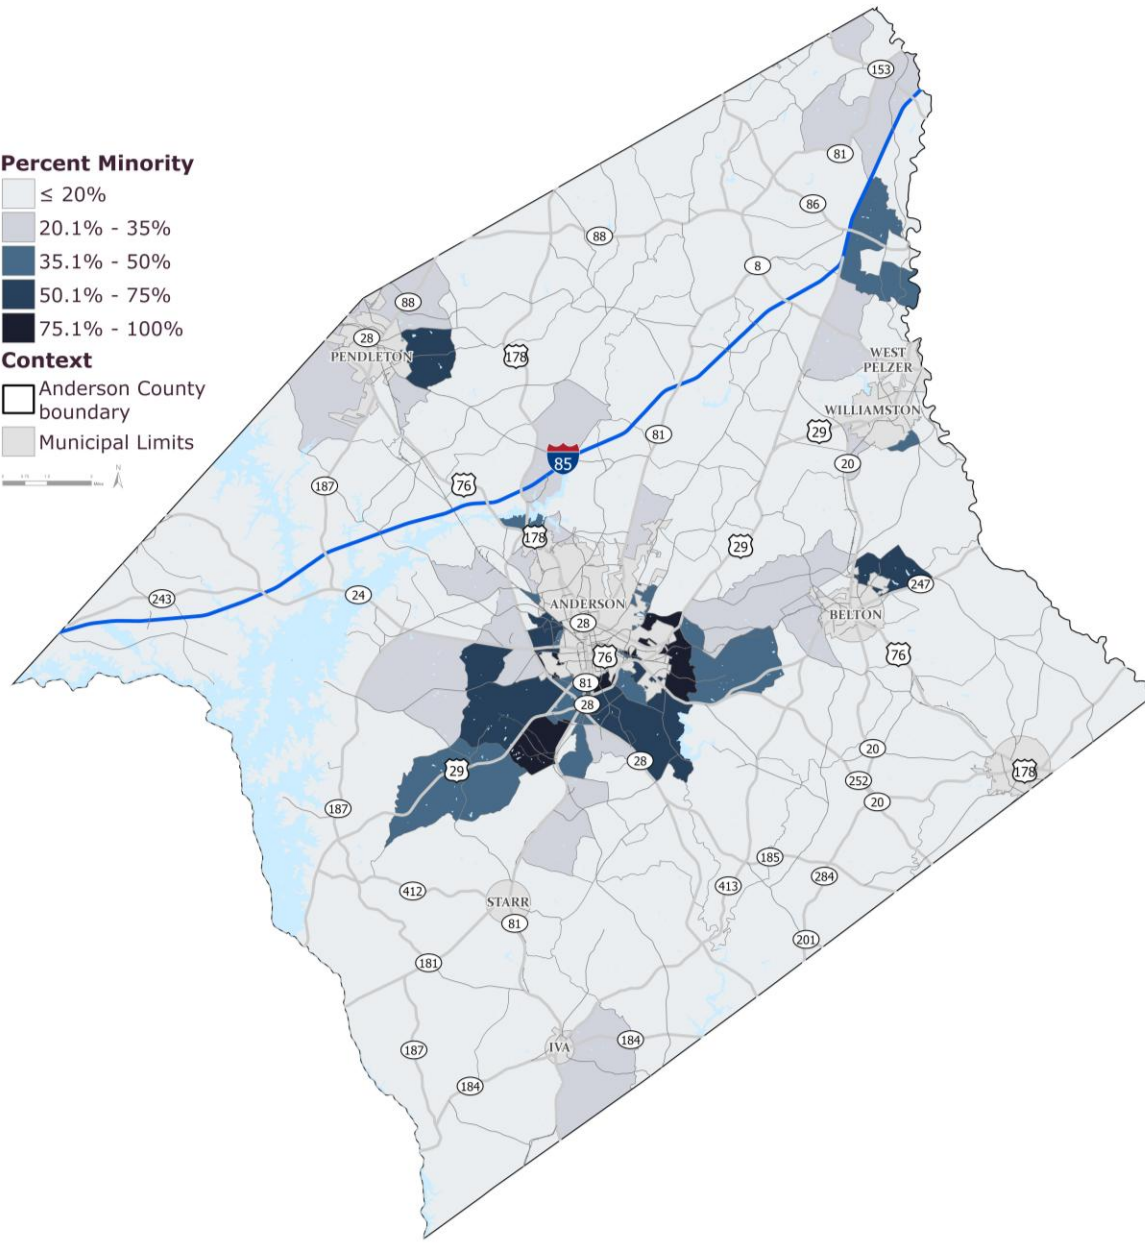 153
81
86
88
8
Percent Minority
≤ 20%
20.1% - 35%
35.1% - 50%
50.1% - 75%
75.1% - 100%
Context
Anderson County
boundary
Municipal Limits
N
88
28
PENDLETON
178
WEST
PELZER
WILLIAMSTON
29
81
20
85
76
187
178
29
243
24
247
ANDERSON
28
BELTON
76
76
81
28
28
20
29
178
252
20
187
185
284
413
412
STARR
81
201
181
IVA
184
187
184